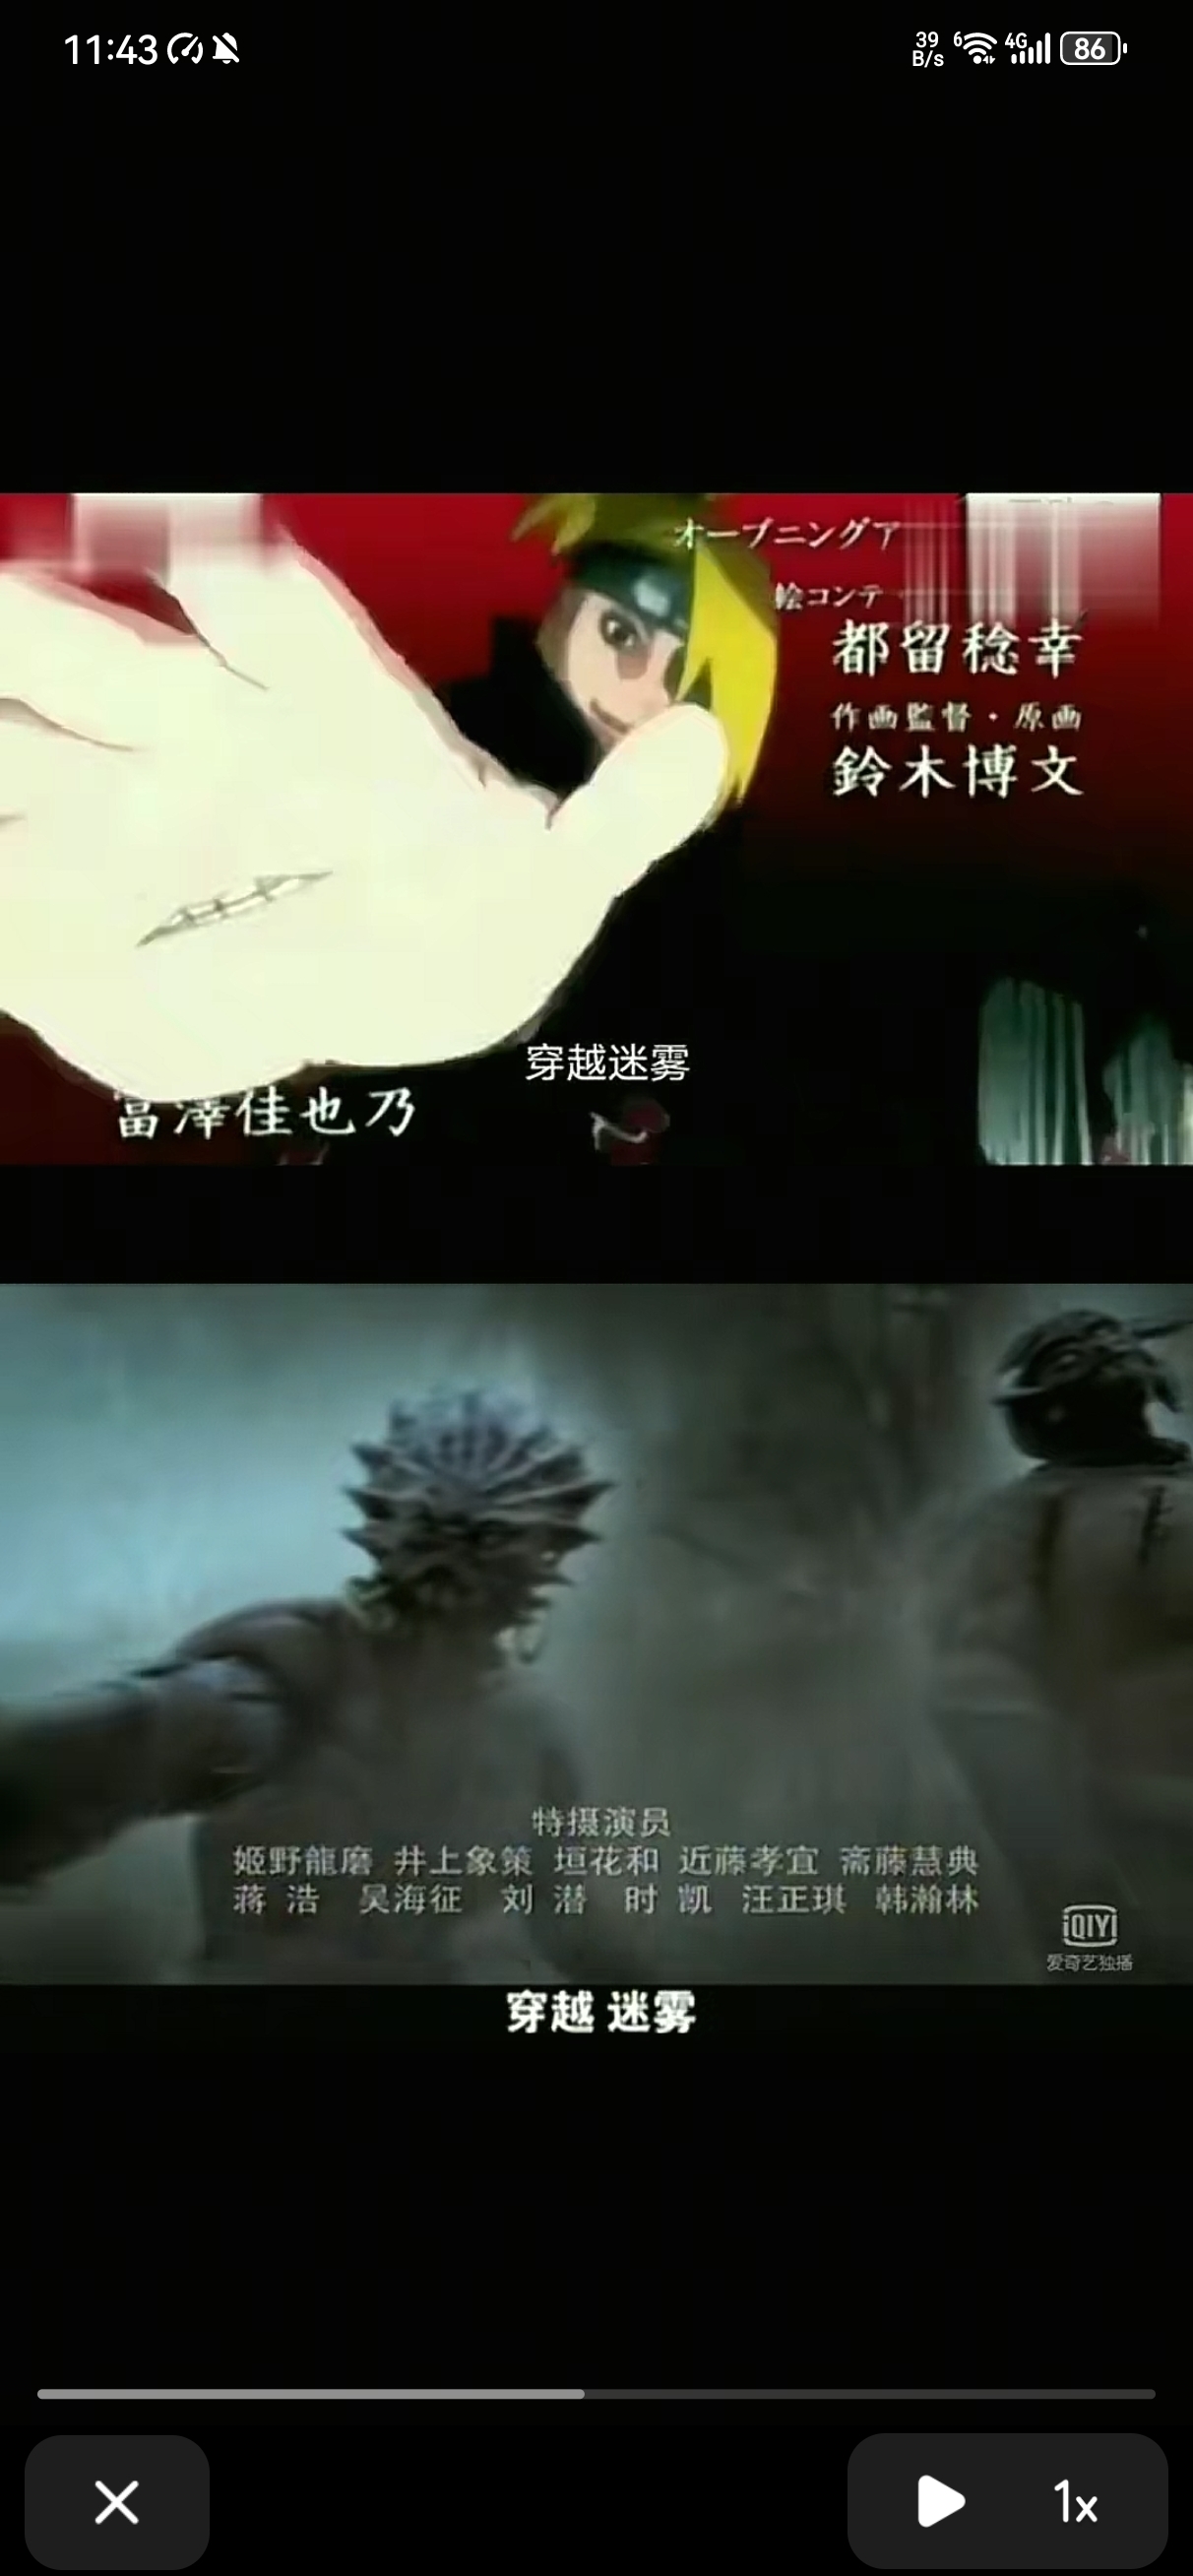 11:43
39
B/s
6
4G
86
オープニングア
絵コンテ
都留稔幸
作画監督・原画
鈴木博文
穿越迷雾
富澤佳也乃
特摄演员
姬野龍磨 井上象策 垣花和 近藤孝宜 斋藤慧典
蒋 浩 吴海征 刘 潜 时 凯 汪正琪 韩瀚林
iQIYI
爱奇艺独播
穿越 迷雾
1x